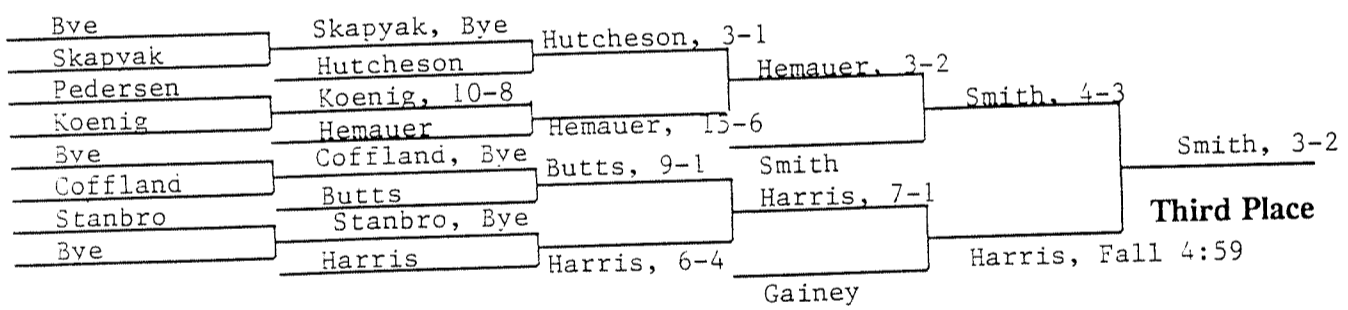 Bye
Skapyak
Pedersen
Koenig
Bye
Coffland
Stanbro
Bye
Skapyak, Bye
Hutcheson
Koenig, 10-8
Hemauer
Coffland, Bye
Butts
Stanbro, Bye
Harris
Hutcheson, 3-1
Hemauer, 15-6
Butts, 9-1
Harris, 6-4
Hemauer, 3-2
Smith
Harris, 7-1
Gainey
Smith, 4-3
Harris, Fall 4:59
Smith, 3-2
Third Place